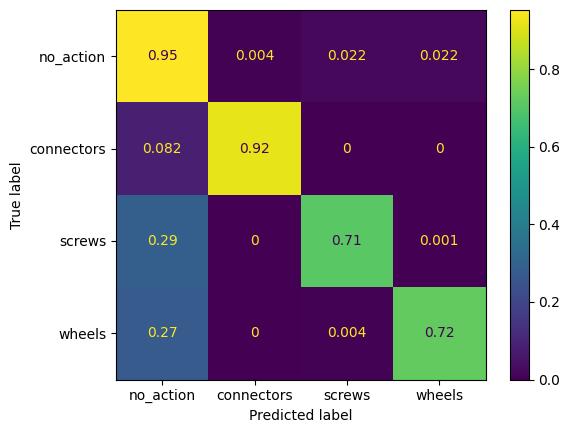 no_action 0.95 0.004 0.022 0.022
connectors 0.082 0.92 0 0
screws 0.29 0 0.71 0.001
wheels 0.27 0 0.004 0.72
no_action connectors screws wheels
Predicted label
True label
0.8
0.6
0.4
0.2
0.0